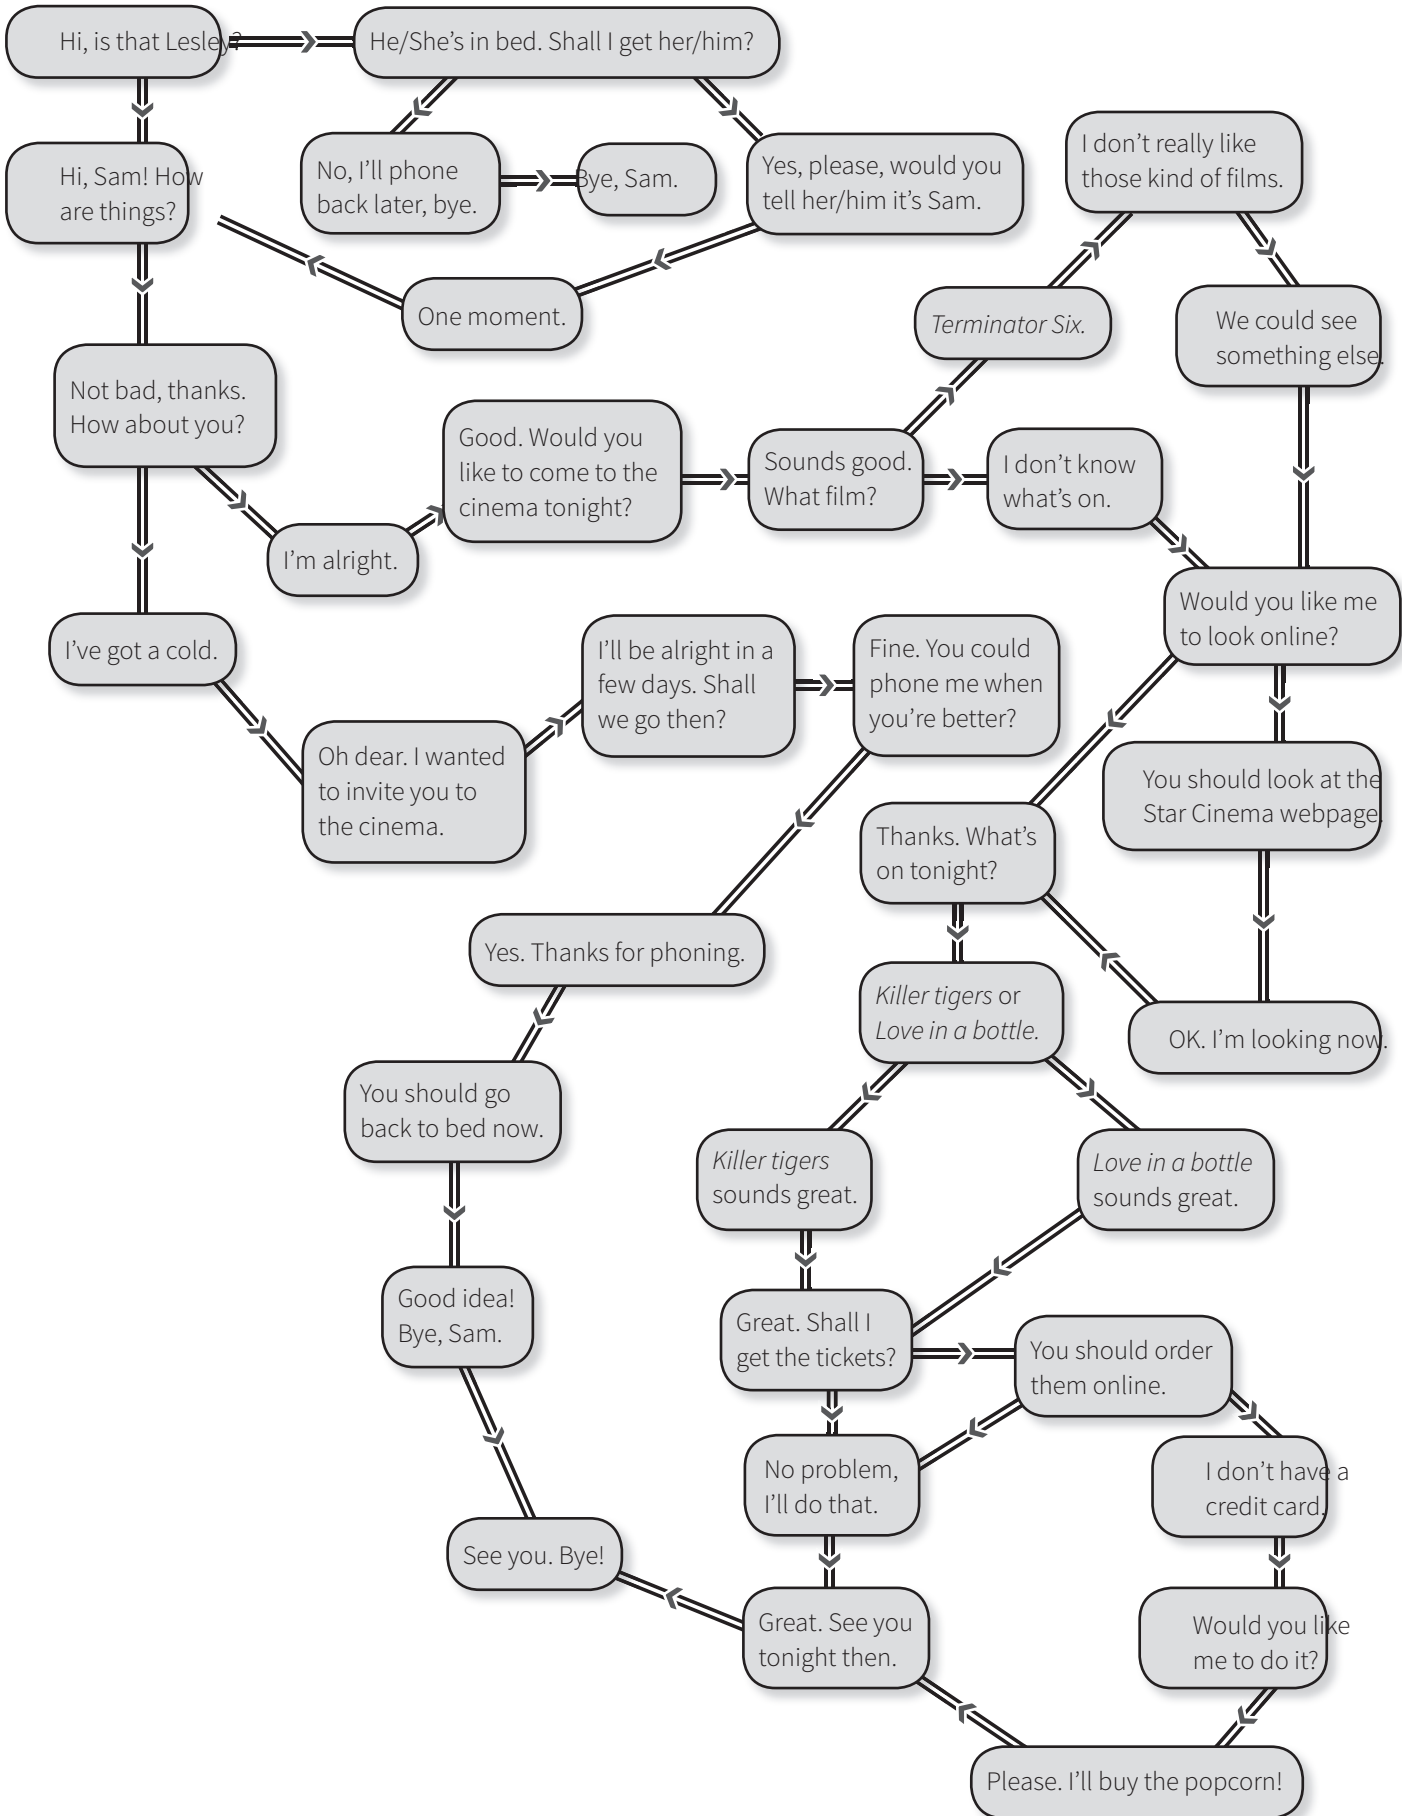 Hi, is that Lesley?
He/She’s in bed. Shall I get her/him?
Hi, Sam! How
are things?
No, I’ll phone
back later, bye.
Bye, Sam.
Yes, please, would you
tell her/him it’s Sam.
I don’t really like
those kind of films.
One moment.
Terminator Six.
We could see
something else.
Not bad, thanks.
How about you?
Good. Would you
like to come to the
cinema tonight?
Sounds good.
What film?
I don’t know
what’s on.
I’m alright.
Would you like me
to look online?
I’ve got a cold.
I’ll be alright in a
few days. Shall
we go then?
Fine. You could
phone me when
you’re better?
Oh dear. I wanted
to invite you to
the cinema.
You should look at the
Star Cinema webpage.
Thanks. What’s
on tonight?
Yes. Thanks for phoning.
Killer tigers or
Love in a bottle.
OK. I’m looking now.
You should go
back to bed now.
Killer tigers
sounds great.
Love in a bottle
sounds great.
Good idea!
Bye, Sam.
Great. Shall I
get the tickets?
You should order
them online.
No problem,
I’ll do that.
I don’t have a
credit card.
See you. Bye!
Great. See you
tonight then.
Would you like
me to do it?
Please. I’ll buy the popcorn!